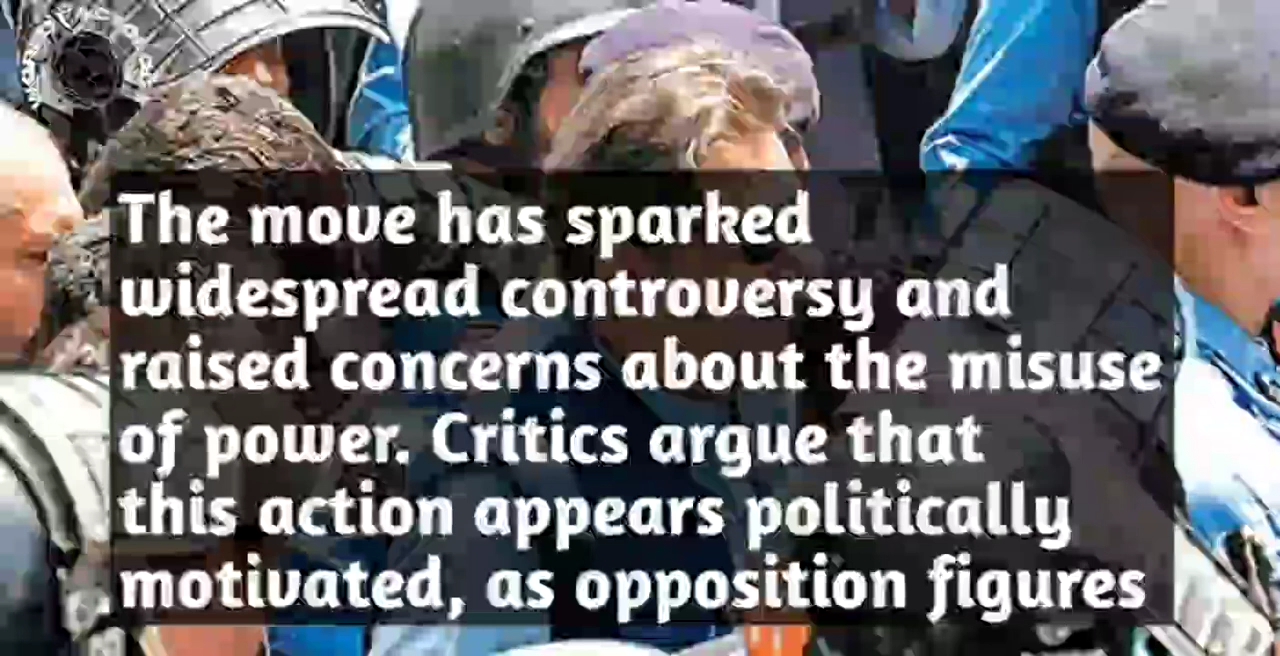 The move has sparked
widespread controversy and
raised concerns about the misuse
of power. Critics argue that
this action appears politically
motivated, as opposition figures